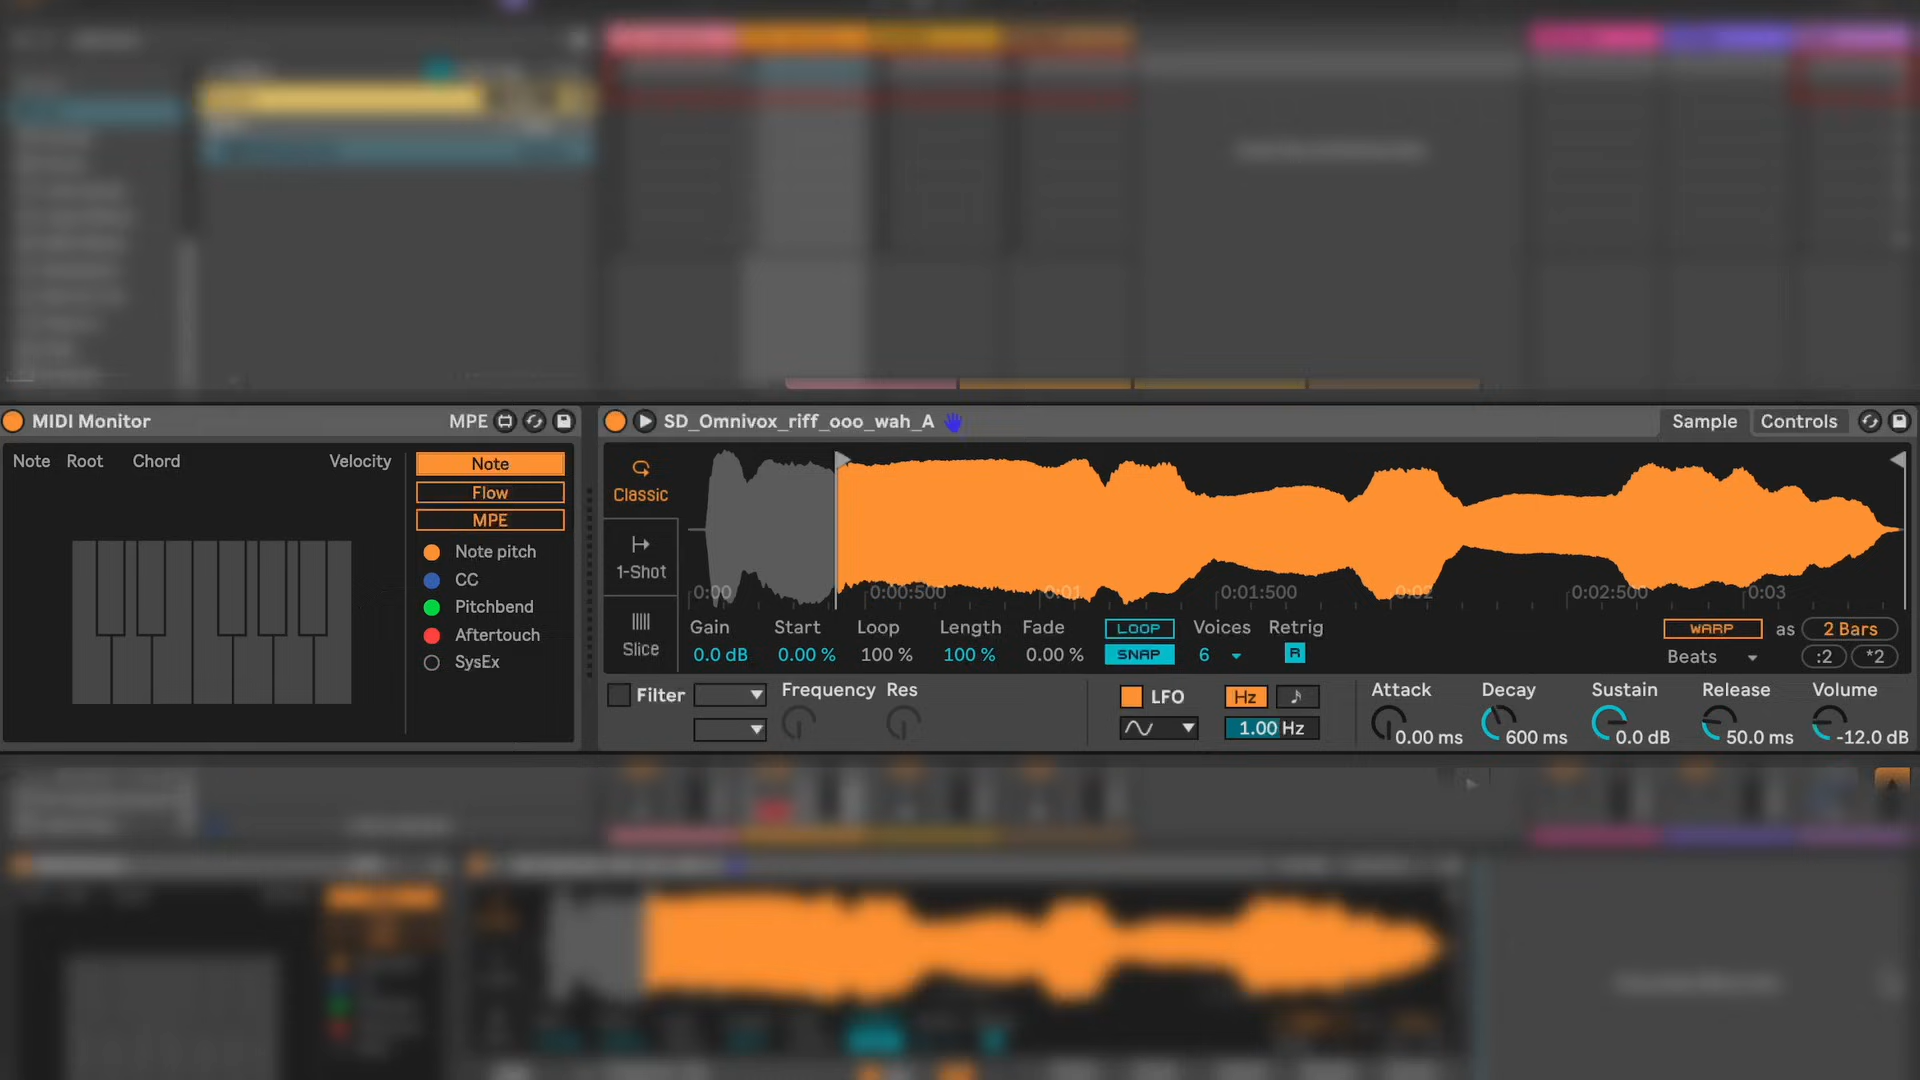 MIDI Monitor
MPE
Note Root Chord Velocity
Note
Flow
MPE
Note pitch
CC
Pitchbend
Aftertouch
SysEx
SD_Omnivox_riff_ooo_wah_A
Sample Controls
Classic
1-Shot
Slice
0:00 0:00:500 0:01 0:01:500 0:02 0:02:500 0:03
Gain Start Loop Length Fade LOOP Voices Retrig WARP as 2 Bars
0.0 dB 0.00 % 100 % 100 % 0.00 % SNAP 6 R Beats :2 *2
Filter Frequency Res LFO Hz Attack Decay Sustain Release Volume
1.00 Hz 0.00 ms 600 ms 0.0 dB 50.0 ms -12.0 dB